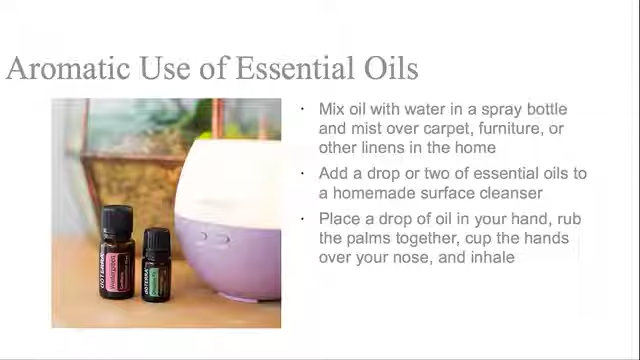 Aromatic Use of Essential Oils
· Mix oil with water in a spray bottle
and mist over carpet, furniture, or
other linens in the home
· Add a drop or two of essential oils to
a homemade surface cleanser
· Place a drop of oil in your hand, rub
the palms together, cup the hands
over your nose, and inhale
dōTERRA
dōTERRA